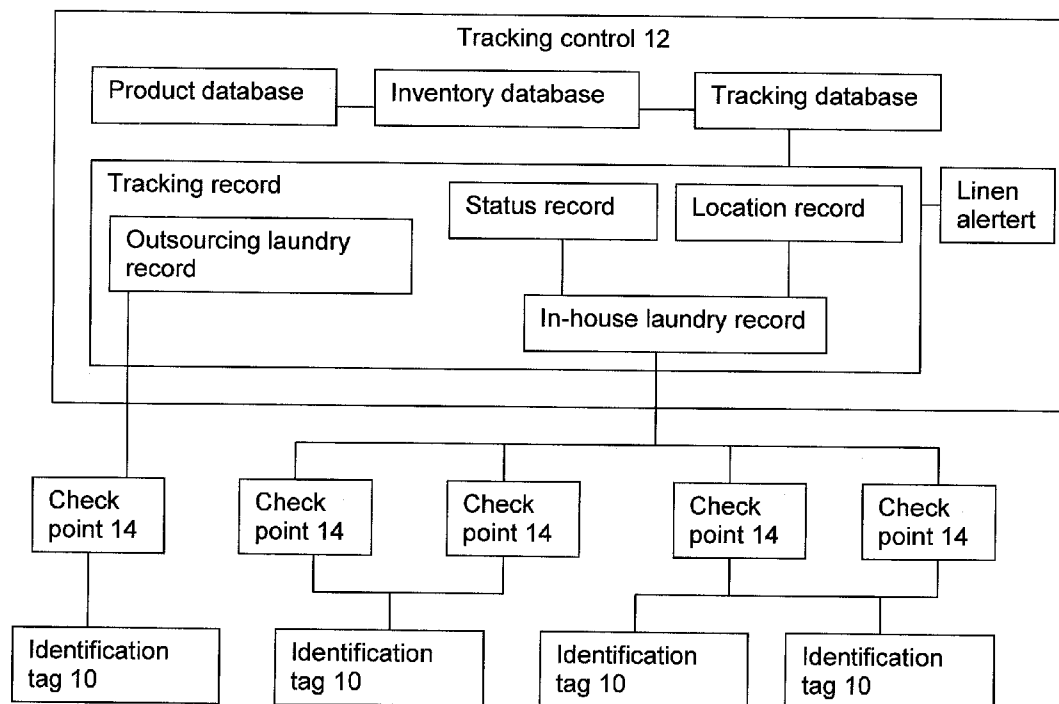 Tracking control 12
Product database
Inventory database
Tracking database
Tracking record
Status record
Location record
Linen
alertert
Outsourcing laundry
record
In-house laundry record
Check
point 14
Check
point 14
Check
point 14
Check
point 14
Check
point 14
Identification
tag 10
Identification
tag 10
Identification
tag 10
Identification
tag 10